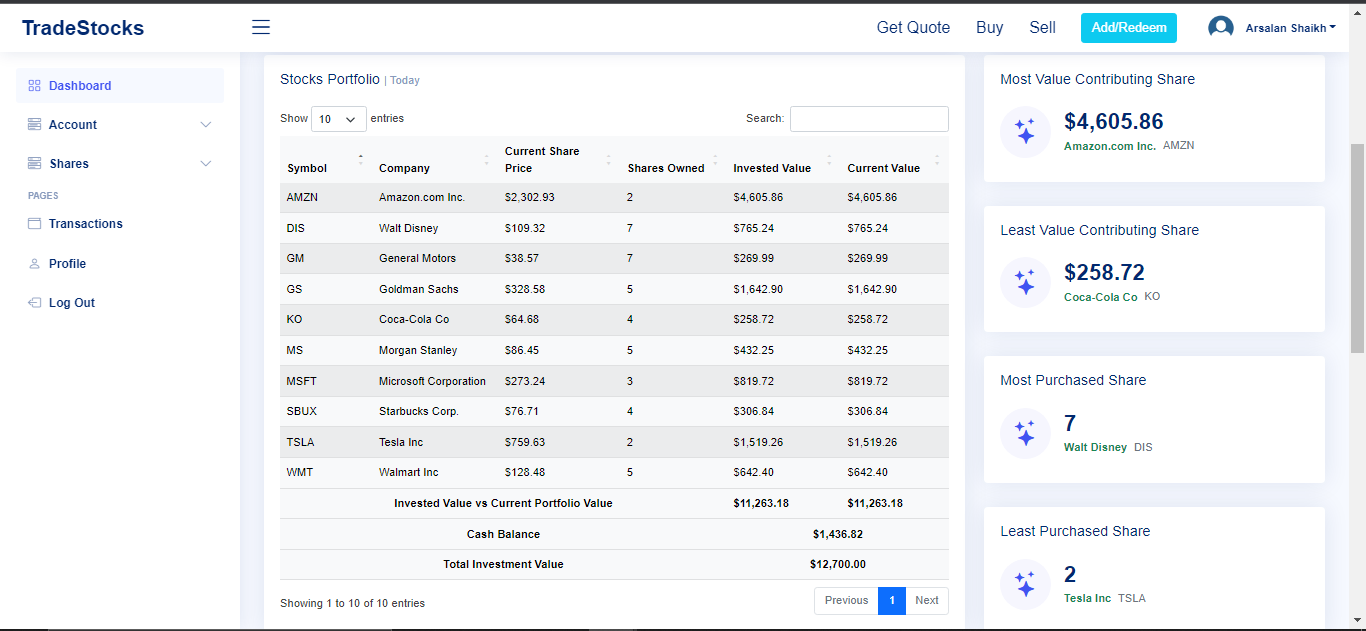 TradeStocks
Get Quote Buy Sell Add/Redeem Arsalan Shaikh
Dashboard
Account
Shares
PAGES
Transactions
Profile
Log Out
Stocks Portfolio | Today
Show 10 entries Search:
Symbol Company Current Share Price Shares Owned Invested Value Current Value
AMZN Amazon.com Inc. $2,302.93 2 $4,605.86 $4,605.86
DIS Walt Disney $109.32 7 $765.24 $765.24
GM General Motors $38.57 7 $269.99 $269.99
GS Goldman Sachs $328.58 5 $1,642.90 $1,642.90
KO Coca-Cola Co $64.68 4 $258.72 $258.72
MS Morgan Stanley $86.45 5 $432.25 $432.25
MSFT Microsoft Corporation $273.24 3 $819.72 $819.72
SBUX Starbucks Corp. $76.71 4 $306.84 $306.84
TSLA Tesla Inc $759.63 2 $1,519.26 $1,519.26
WMT Walmart Inc $128.48 5 $642.40 $642.40
Invested Value vs Current Portfolio Value $11,263.18 $11,263.18
Cash Balance $1,436.82
Total Investment Value $12,700.00
Showing 1 to 10 of 10 entries Previous 1 Next
Most Value Contributing Share
$4,605.86
Amazon.com Inc. AMZN
Least Value Contributing Share
$258.72
Coca-Cola Co KO
Most Purchased Share
7
Walt Disney DIS
Least Purchased Share
2
Tesla Inc TSLA